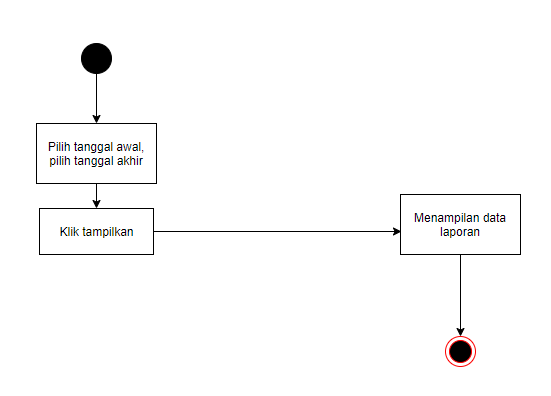 Pilih tanggal awal,
pilih tanggal akhir
Klik tampilkan
Menampilan data
laporan